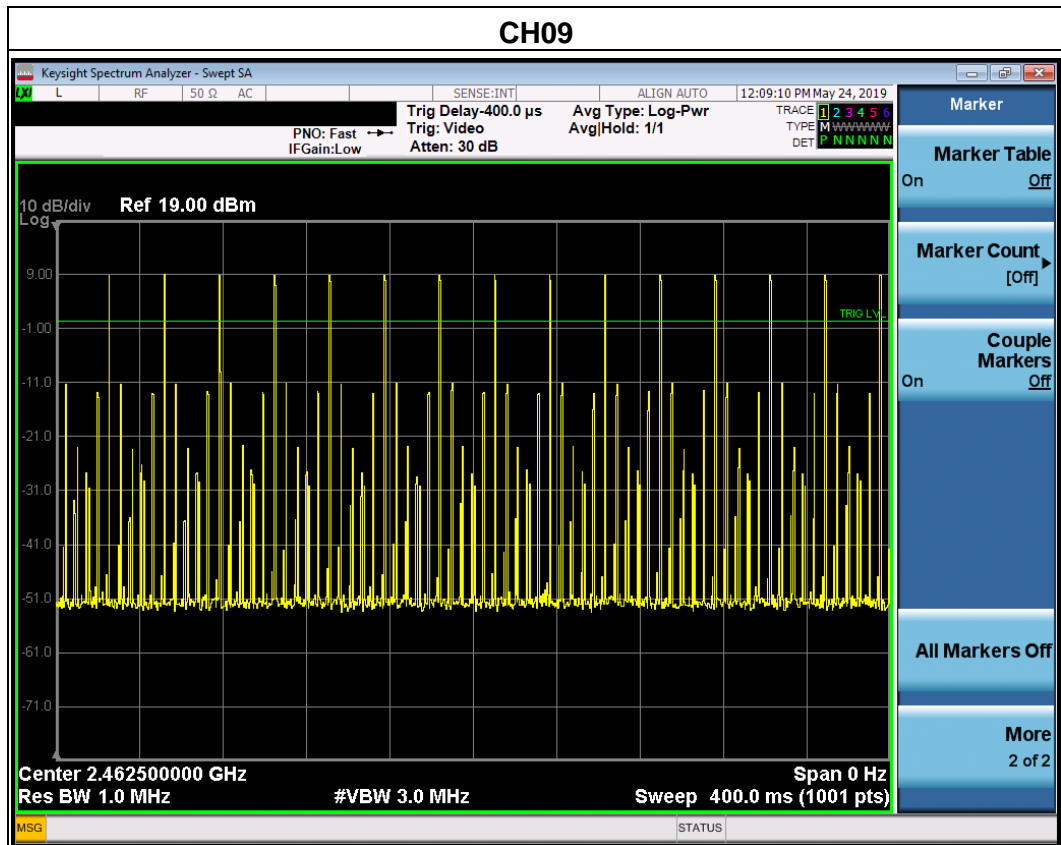 CH09
Keysight Spectrum Analyzer - Swept SA
LXI L RF 50 Ω AC SENSE:INT ALIGN AUTO 12:09:10 PM May 24, 2019
Trig Delay-400.0 µs Avg Type: Log-Pwr TRACE 1 2 3 4 5 6
PNO: Fast Trig: Video Avg|Hold: 1/1 TYPE M WWWWW
IFGain:Low Atten: 30 dB DET P N N N N N
Marker
Marker Table
On Off
10 dB/div Ref 19.00 dBm
Log
Marker Count
[Off]
9.00
TRIG LVL
-1.00
Couple
Markers
On Off
-11.0
-21.0
-31.0
-41.0
-51.0
-61.0
All Markers Off
-71.0
More
2 of 2
Center 2.462500000 GHz Span 0 Hz
Res BW 1.0 MHz #VBW 3.0 MHz Sweep 400.0 ms (1001 pts)
MSG STATUS